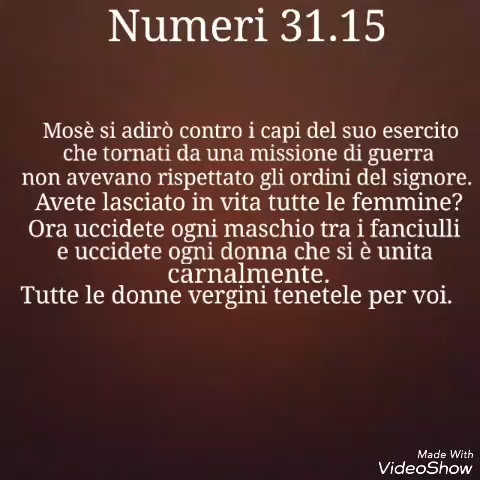 Numeri 31.15
Mosè si adirò contro i capi del suo esercito
che tornati da una missione di guerra
non avevano rispettato gli ordini del signore.
Avete lasciato in vita tutte le femmine?
Ora uccidete ogni maschio tra i fanciulli
e uccidete ogni donna che si è unita
carnalmente.
Tutte le donne vergini tenetele per voi.
Made With
VideoShow